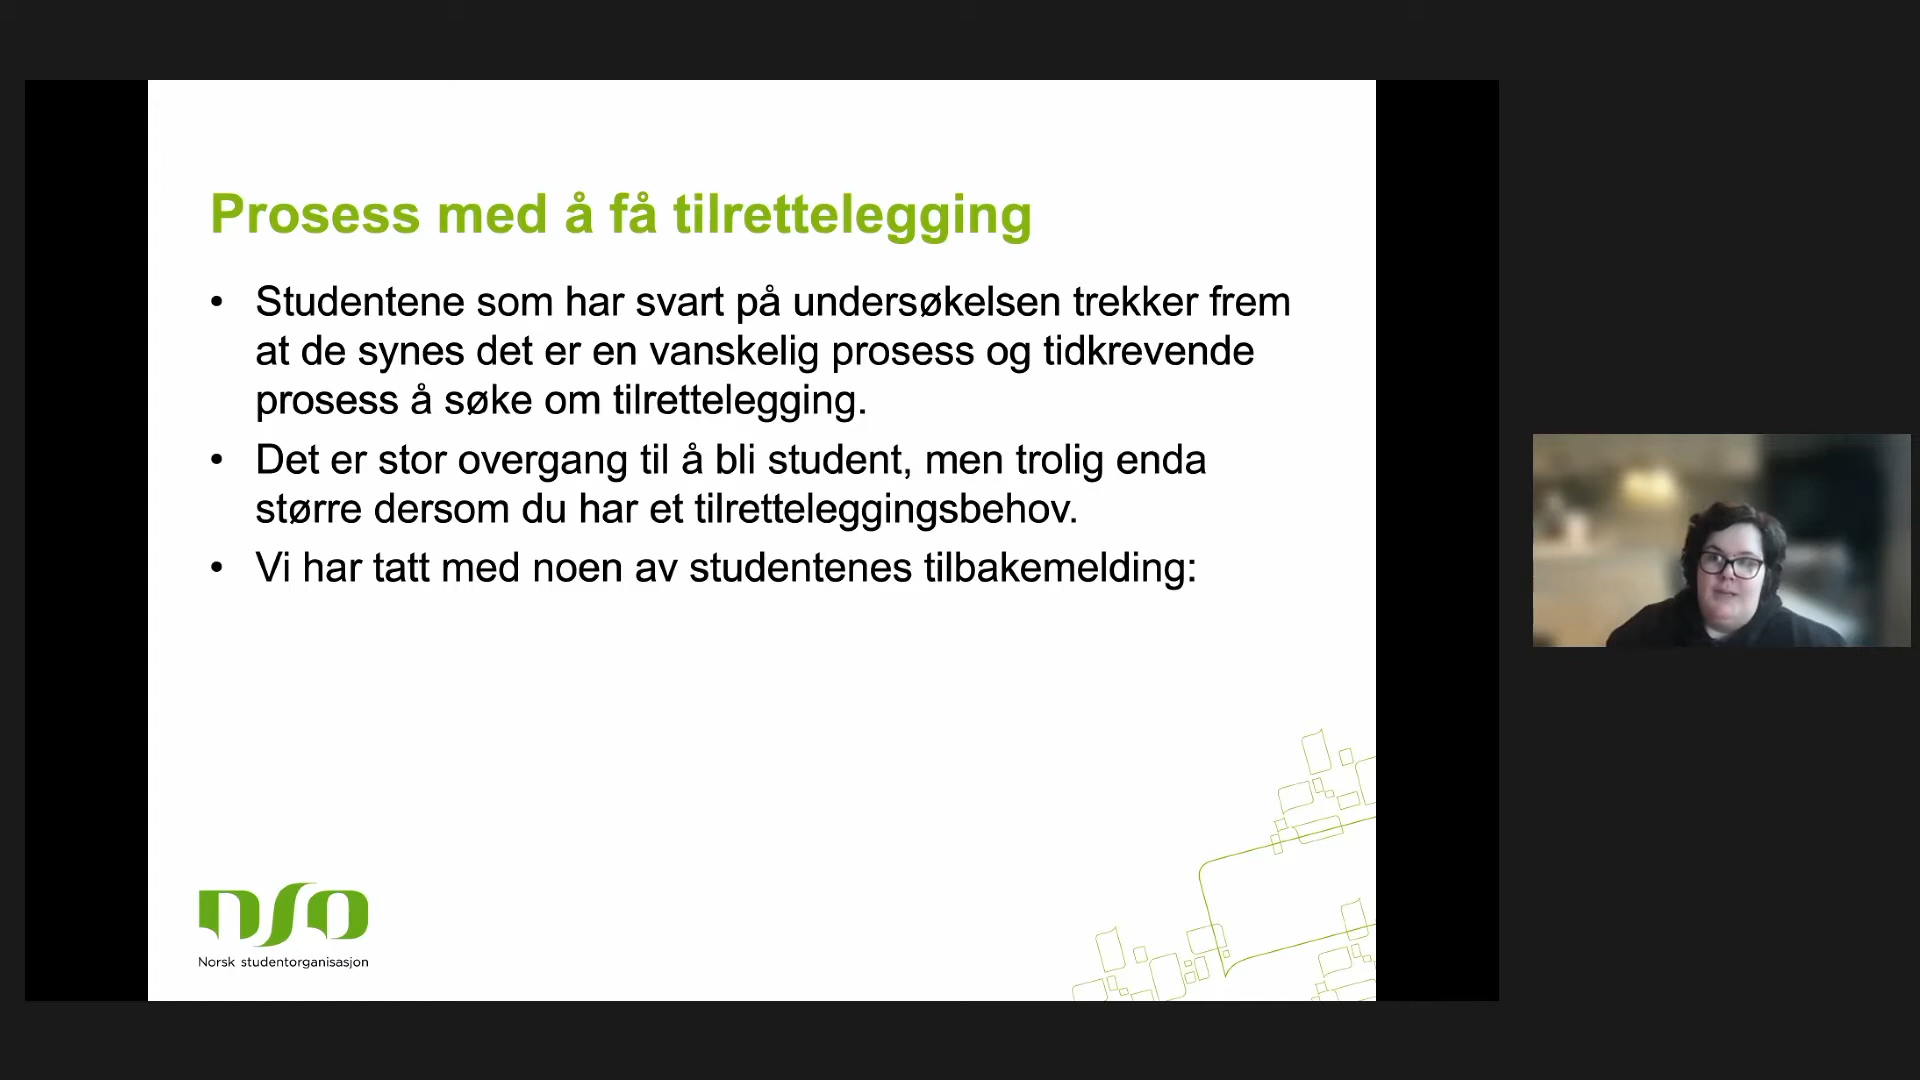 Prosess med å få tilrettelegging
• Studentene som har svart på undersøkelsen trekker frem
at de synes det er en vanskelig prosess og tidkrevende
prosess å søke om tilrettelegging.
• Det er stor overgang til å bli student, men trolig enda
større dersom du har et tilretteleggingsbehov.
• Vi har tatt med noen av studentenes tilbakemelding:
nso
Norsk studentorganisasjon